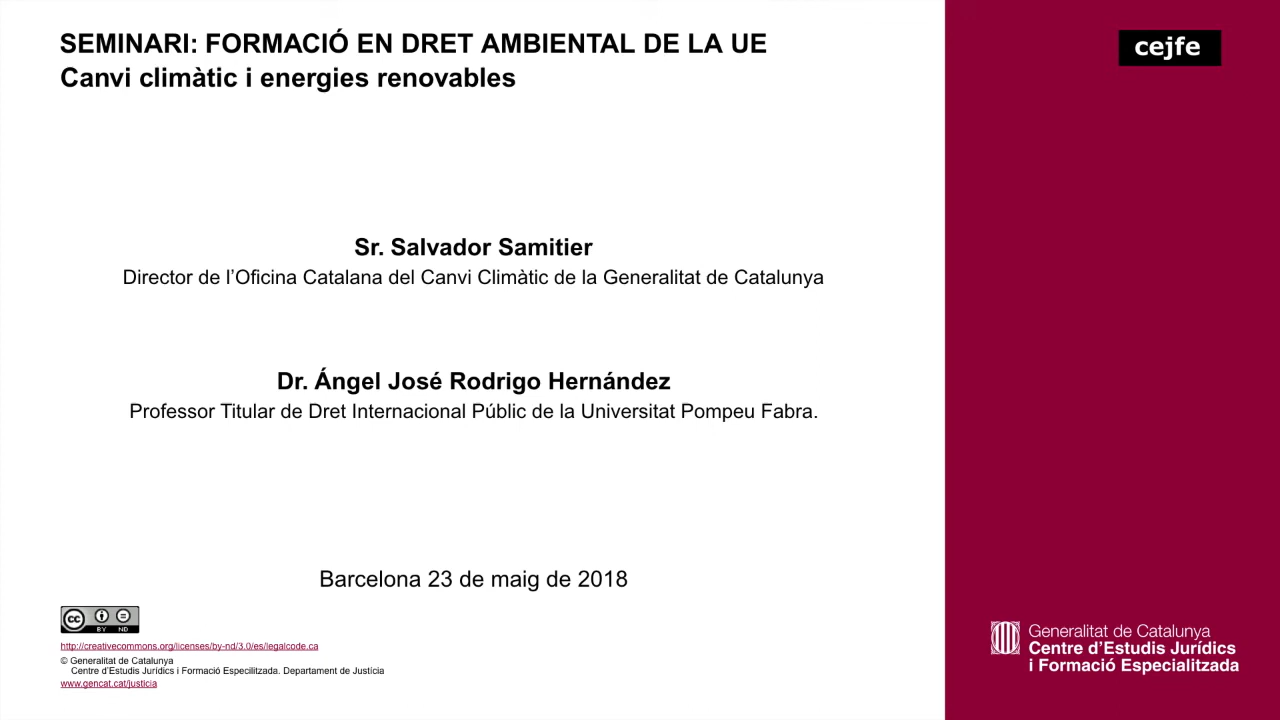 SEMINARI: FORMACIÓ EN DRET AMBIENTAL DE LA UE
Canvi climàtic i energies renovables
cejfe
Sr. Salvador Samitier
Director de l’Oficina Catalana del Canvi Climàtic de la Generalitat de Catalunya
Dr. Ángel José Rodrigo Hernández
Professor Titular de Dret Internacional Públic de la Universitat Pompeu Fabra.
Barcelona 23 de maig de 2018
cc BY ND
http://creativecommons.org/licenses/by-nd/3.0/es/legalcode.ca
© Generalitat de Catalunya
Centre d’Estudis Jurídics i Formació Especilitzada. Departament de Justícia
www.gencat.cat/justicia
Generalitat de Catalunya
Centre d’Estudis Jurídics
i Formació Especialitzada